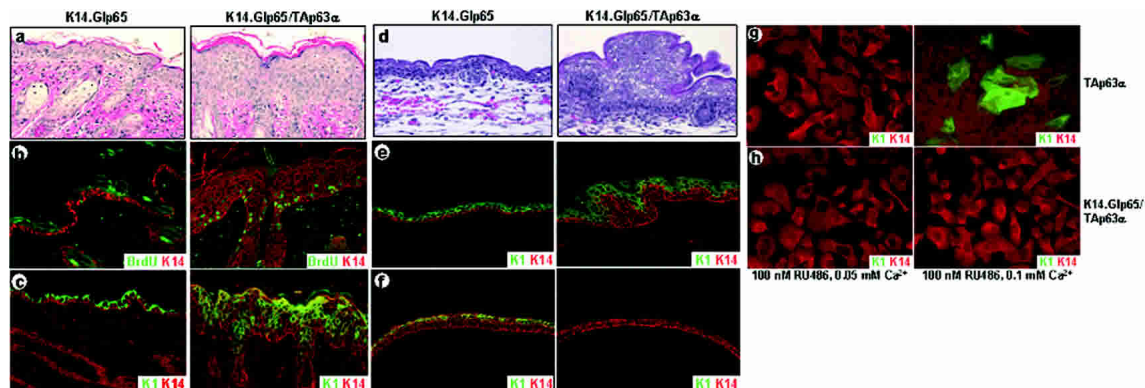 K14.Glp65 K14.Glp65/TAp63α K14.Glp65 K14.Glp65/TAp63α
a d g
TAp63α
K1 K14 K1 K14
b e h
K14.Glp65/
TAp63α
BrdU K14 BrdU K14 K1 K14 K1 K14 K1 K14 K1 K14
100 nM RU486, 0.05 mM Ca2+ 100 nM RU486, 0.1 mM Ca2+
c f
K1 K14 K1 K14 K1 K14 K1 K14